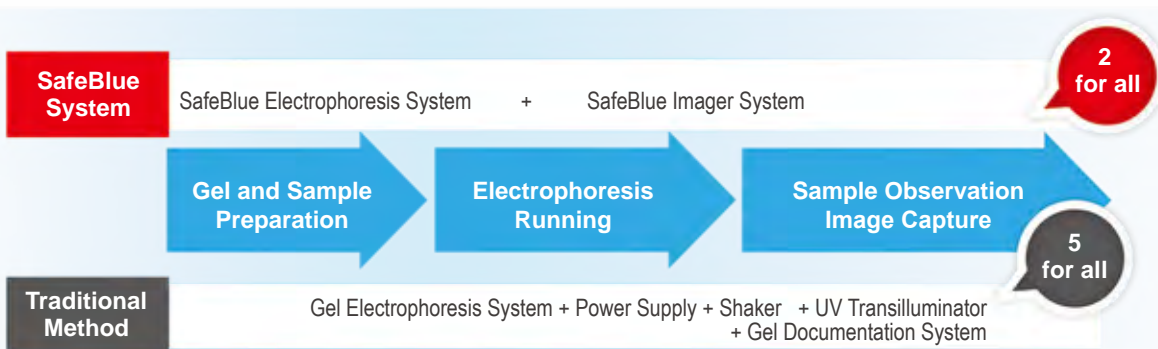 SafeBlue
System
SafeBlue Electrophoresis System + SafeBlue Imager System
2
for all
Gel and Sample
Preparation
Electrophoresis
Running
Sample Observation
Image Capture
5
for all
Traditional
Method
Gel Electrophoresis System + Power Supply + Shaker + UV Transilluminator
+ Gel Documentation System